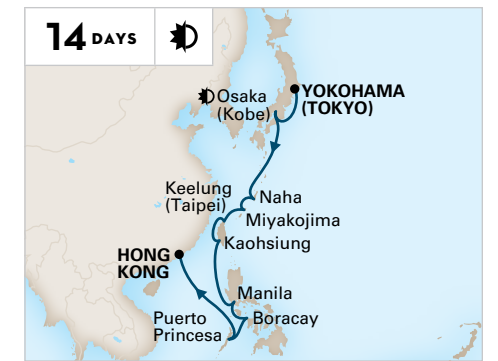 14 DAYS
YOKOHAMA
(TOKYO)
Osaka
(Kobe)
Keelung
(Taipei)
Naha
Miyakojima
Kaohsiung
HONG
KONG
Manila
Puerto
Princesa
Boracay